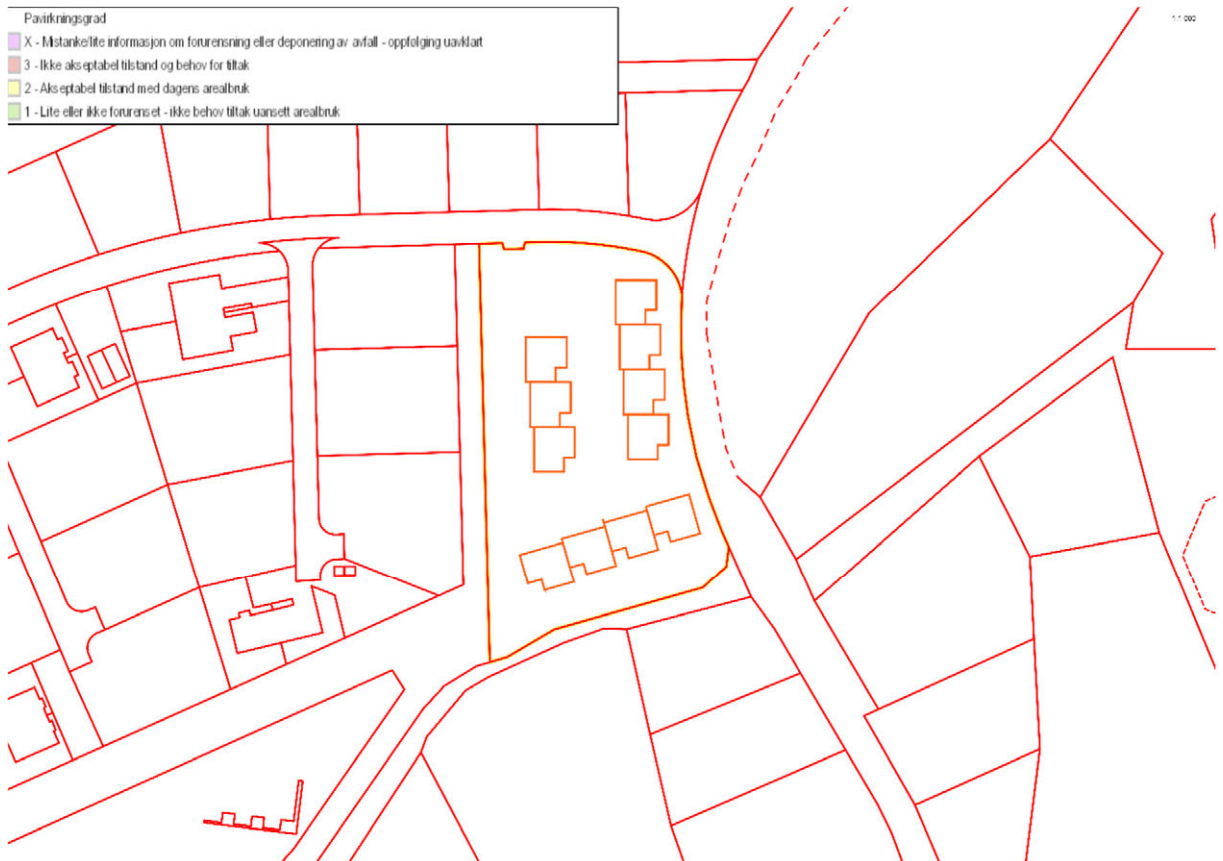 Pavirkningsgrad
X - Mistanke/lite informasjon om forurensning eller deponering av avfall - oppfølging uavklart
3 - Ikke akseptabel tilstand og behov for tiltak
2 - Akseptabel tilstand med dagens arealbruk
1 - Lite eller ikke forurenset - ikke behov tiltak uansett arealbruk